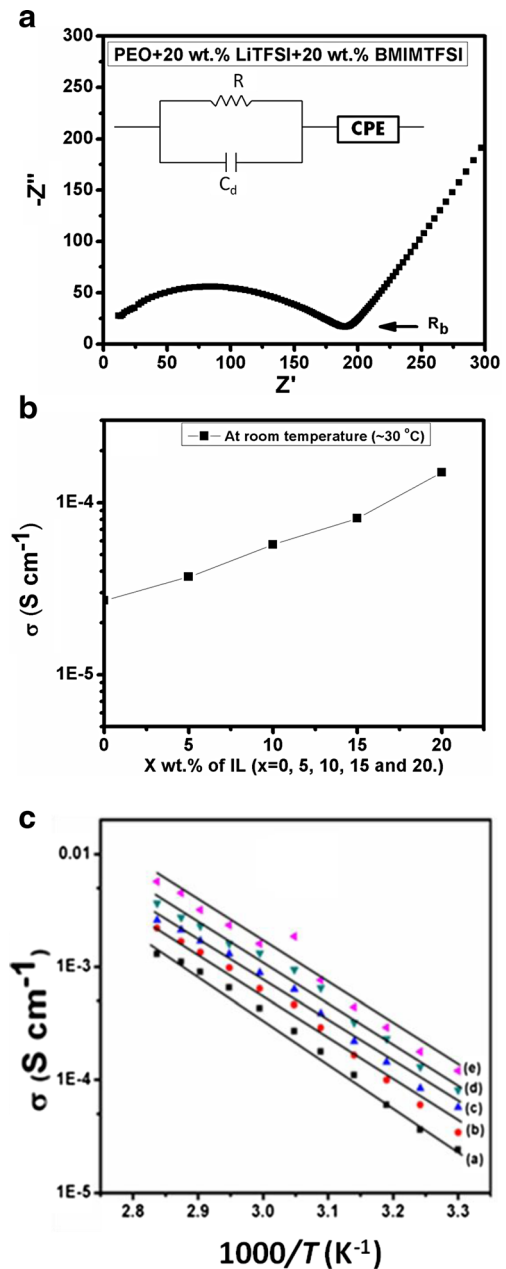 a
PEO+20 wt.% LiTFSI+20 wt.% BMIMTFSI
R
CPE
Cd
Rb
-Z''
300
250
200
150
100
50
0
0 50 100 150 200 250 300
Z'
b
At room temperature (~30 °C)
σ (S cm-1)
1E-4
1E-5
0 5 10 15 20
X wt.% of IL (x=0, 5, 10, 15 and 20.)
c
σ (S cm-1)
0.01
1E-3
1E-4
1E-5
(e)
(d)
(c)
(b)
(a)
2.8 2.9 3.0 3.1 3.2 3.3
1000/T (K-1)